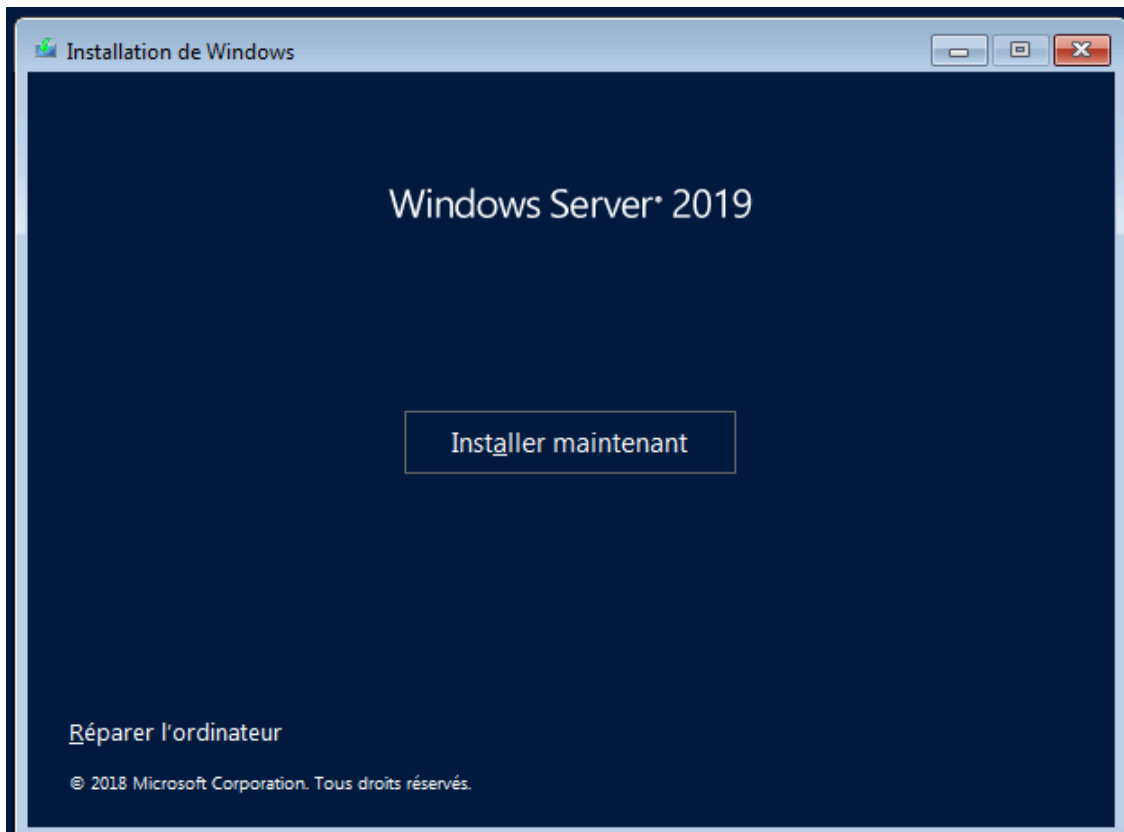 Installation de Windows
Windows Server® 2019
Installer maintenant
Réparer l'ordinateur
© 2018 Microsoft Corporation. Tous droits réservés.